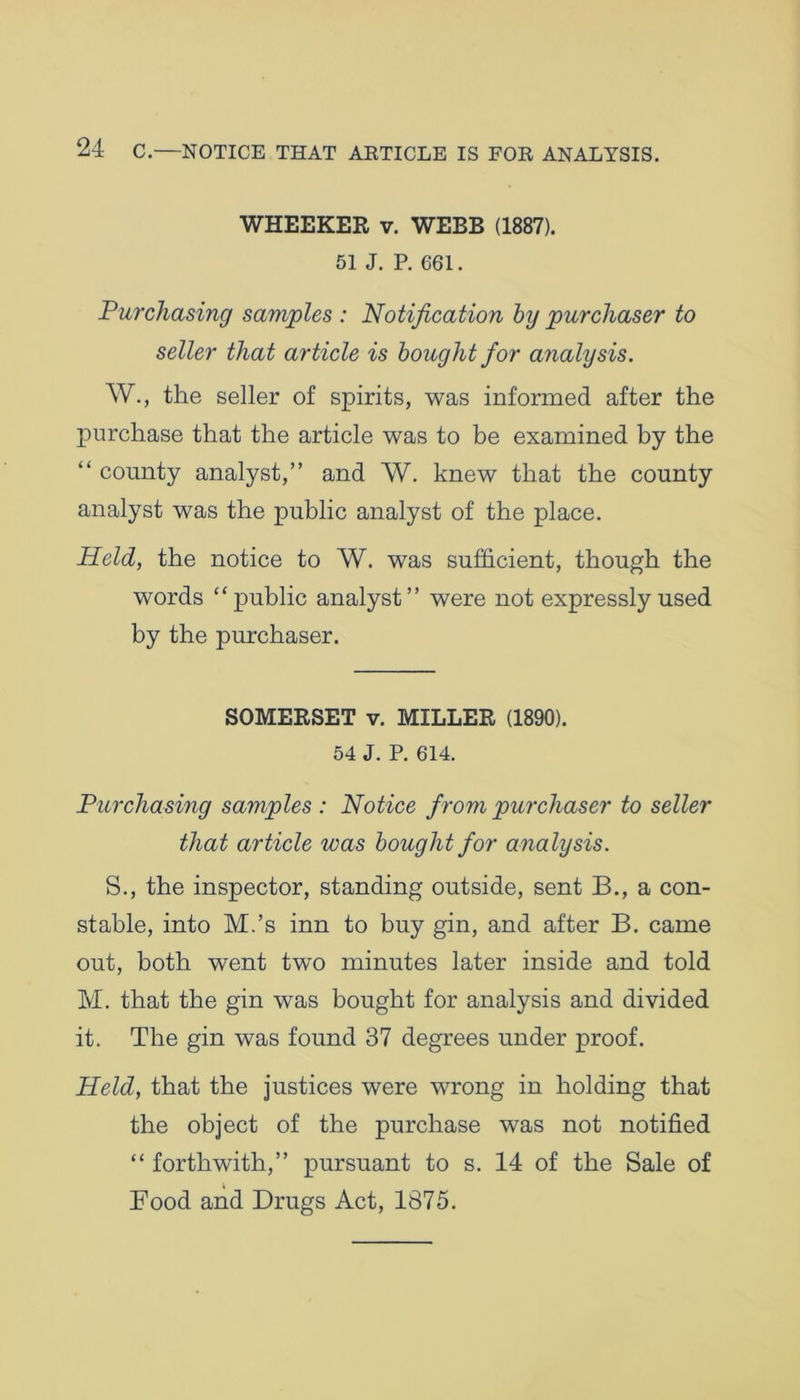 24 C.—NOTICE THAT ARTICLE IS FOR ANALYSIS.
WHEEKER v. WEBB (1887).
51 J. P. 661.
Purchasing samples : Notification by purchaser to
seller that article is bought for analysis.
W., the seller of spirits, was informed after the
purchase that the article was to be examined by the
“ county analyst,” and W. knew that the county
analyst was the public analyst of the place.
Held, the notice to W. was sufficient, though the
words “public analyst” were not expressly used
by the purchaser.
SOMERSET v. MILLER (1890).
54 J. P. 614.
Purchasing samples : Notice from purchaser to seller
that article was bought for analysis.
S., the inspector, standing outside, sent B., a con-
stable, into M.’s inn to buy gin, and after B. came
out, both went two minutes later inside and told
M. that the gin was bought for analysis and divided
it. The gin was found 37 degrees under proof.
Held, that the justices were wrong in holding that
the object of the purchase was not notified
“ forthwith,” pursuant to s. 14 of the Sale of
Food and Drugs Act, 1875.